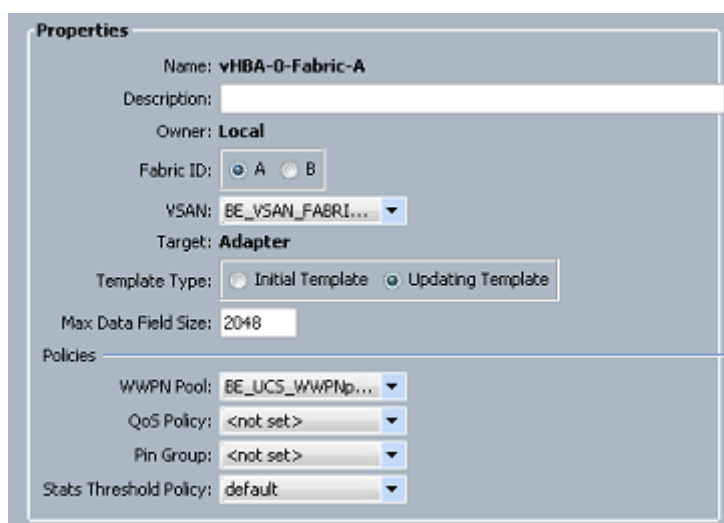 Properties
Name: vHBA-0-Fabric-A
Description:
Owner: Local
Fabric ID: A B
VSAN: BE_VSAN_FABRI...
Target: Adapter
Template Type: Initial Template Updating Template
Max Data Field Size: 2048
Policies
WWPN Pool: BE_UCS_WWPNp...
QoS Policy: <not set>
Pin Group: <not set>
Stats Threshold Policy: default